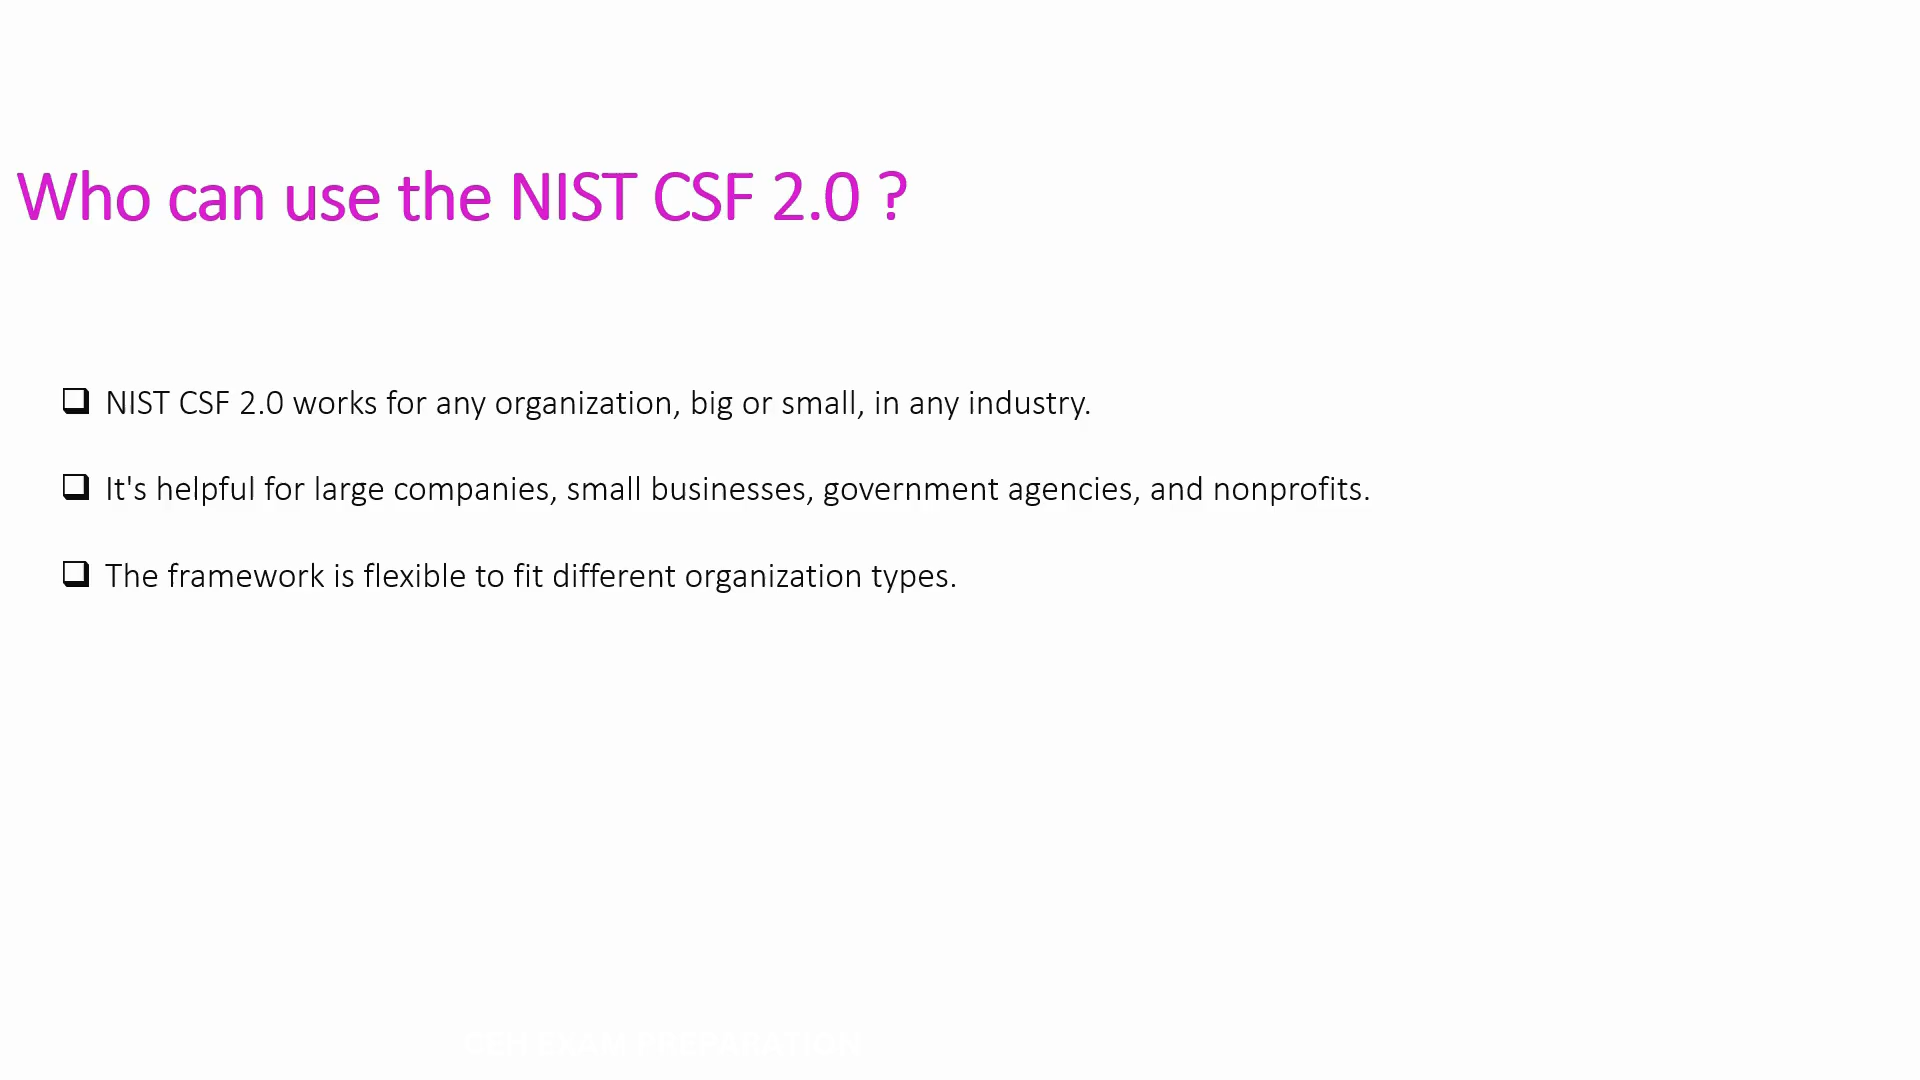 Who can use the NIST CSF 2.0 ?
NIST CSF 2.0 works for any organization, big or small, in any industry.
It's helpful for large companies, small businesses, government agencies, and nonprofits.
The framework is flexible to fit different organization types.
CEH EXAM PREPARATION